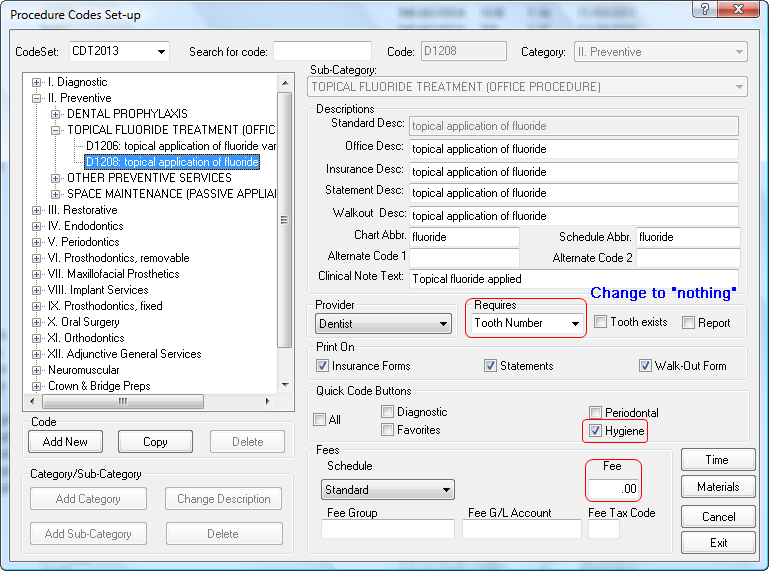 Procedure Codes Set-up
CodeSet: CDT2013 Search for code: Code: D1208 Category: II. Preventive
Sub-Category:
TOPICAL FLUORIDE TREATMENT (OFFICE PROCEDURE)
I. Diagnostic
II. Preventive
DENTAL PROPHYLAXIS
TOPICAL FLUORIDE TREATMENT (OFFIC
D1206: topical application of fluoride var
D1208: topical application of fluoride
OTHER PREVENTIVE SERVICES
SPACE MAINTENANCE (PASSIVE APPLIA
III. Restorative
IV. Endodontics
V. Periodontics
VI. Prosthodontics, removable
VII. Maxillofacial Prosthetics
VIII. Implant Services
IX. Prosthodontics, fixed
X. Oral Surgery
XI. Orthodontics
XII. Adjunctive General Services
Neuromuscular
Crown & Bridge Preps
Code
Add New Copy Delete
Category/Sub-Category
Add Category Change Description
Add Sub-Category Delete
Descriptions
Standard Desc: topical application of fluoride
Office Desc: topical application of fluoride
Insurance Desc: topical application of fluoride
Statement Desc: topical application of fluoride
Walkout Desc: topical application of fluoride
Chart Abbr. fluoride Schedule Abbr. fluoride
Alternate Code 1 Alternate Code 2
Clinical Note Text: Topical fluoride applied
Change to "nothing"
Provider Requires
Dentist Tooth Number Tooth exists Report
Print On
Insurance Forms Statements Walk-Out Form
Quick Code Buttons
All Diagnostic Periodontal
Favorites Hygiene
Fees
Schedule Fee
Standard .00
Fee Group Fee G/L Account Fee Tax Code
Time
Materials
Cancel
Exit